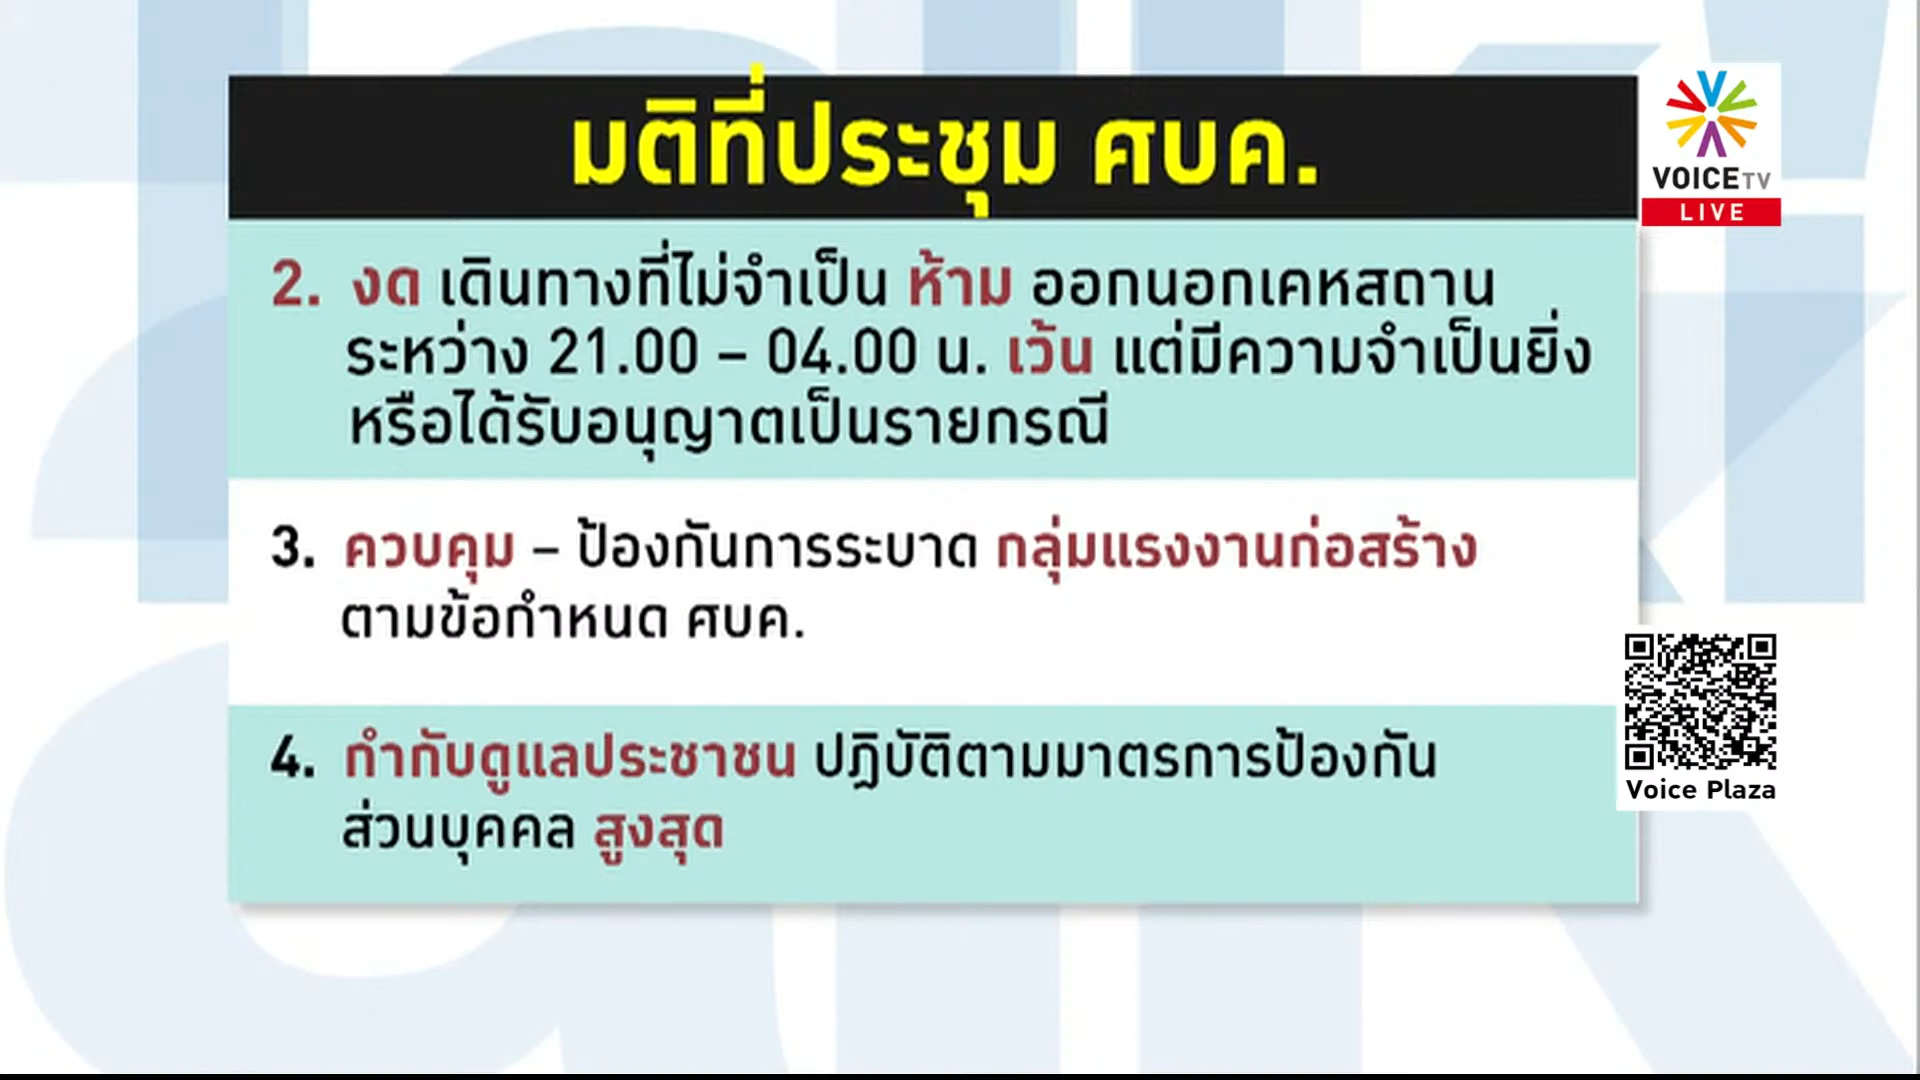 มติที่ประชุม ศบค.
VOICE TV
LIVE
2. งด เดินทางที่ไม่จำเป็น ห้าม ออกนอกเคหสถาน
ระหว่าง 21.00 – 04.00 น. เว้น แต่มีความจำเป็นยิ่ง
หรือได้รับอนุญาตเป็นรายกรณี
3. ควบคุม – ป้องกันการระบาด กลุ่มแรงงานก่อสร้าง
ตามข้อกำหนด ศบค.
4. กำกับดูแลประชาชน ปฏิบัติตามมาตรการป้องกัน
ส่วนบุคคล สูงสุด
Voice Plaza